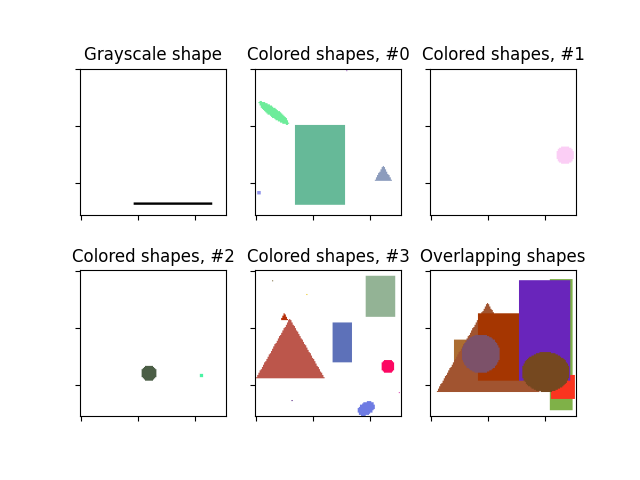 Grayscale shape
Colored shapes, #0
Colored shapes, #1
Colored shapes, #2
Colored shapes, #3
Overlapping shapes